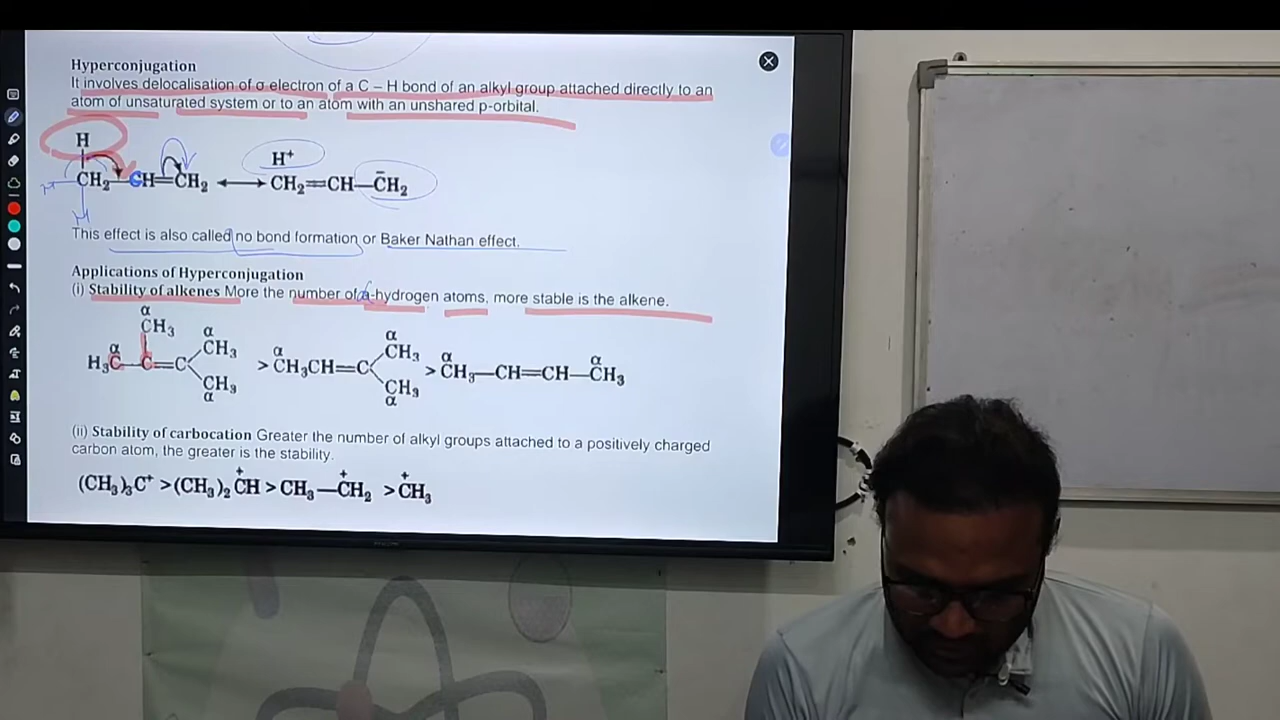 Hyperconjugation
It involves delocalisation of σ electron of a C – H bond of an alkyl group attached directly to an
atom of unsaturated system or to an atom with an unshared p-orbital.
H
CH₂—CH=CH₂ ⟷ H⁺ CH₂=CH—C̄H₂
H
H
This effect is also called no bond formation or Baker Nathan effect.
Applications of Hyperconjugation
(i) Stability of alkenes More the number of α-hydrogen atoms, more stable is the alkene.
α
CH₃
α α CH₃ α α CH₃ α α
H₃C—C=C > CH₃CH=C > CH₃—CH=CH—CH₃
CH₃ CH₃
α α
(ii) Stability of carbocation Greater the number of alkyl groups attached to a positively charged
carbon atom, the greater is the stability.
(CH₃)₃C⁺ > (CH₃)₂ C⁺H > CH₃—C⁺H₂ > C⁺H₃